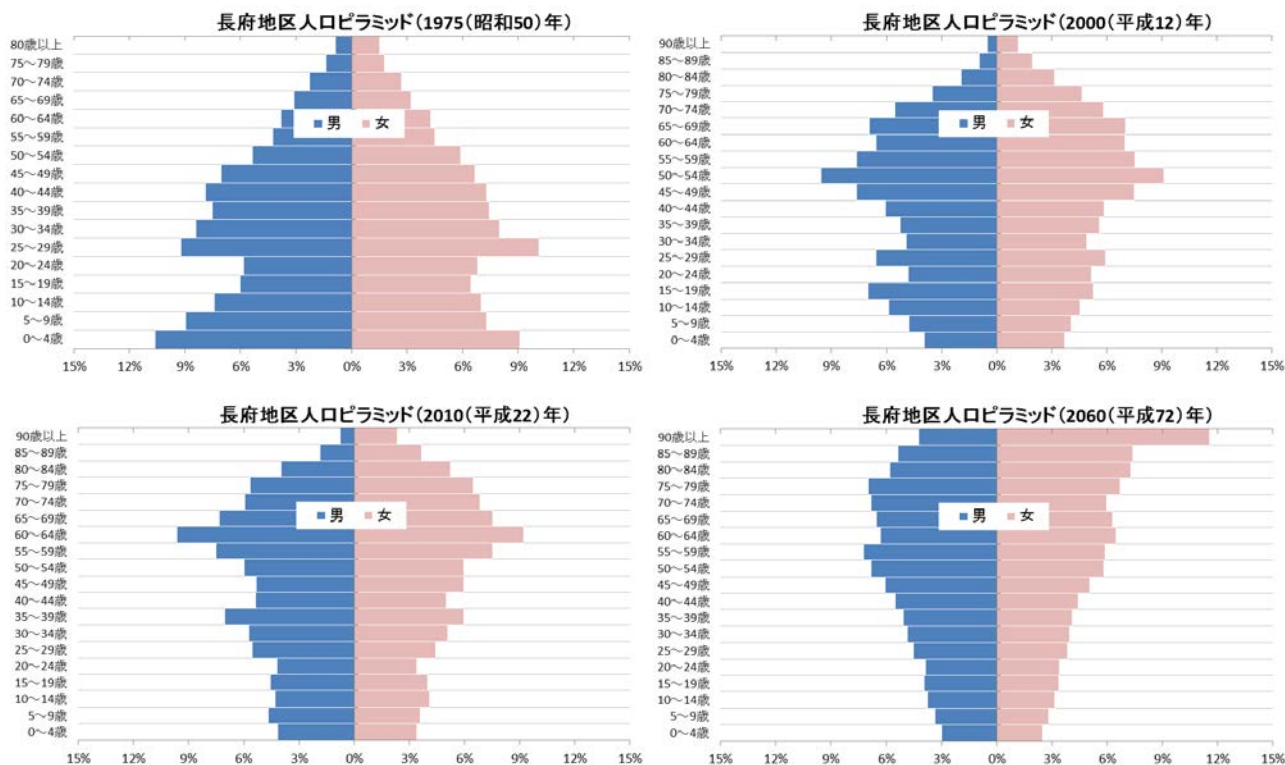 長府地区人口ピラミッド（1975（昭和50）年）
80歳以上
75～79歳
70～74歳
65～69歳
60～64歳
55～59歳
50～54歳
45～49歳
40～44歳
35～39歳
30～34歳
25～29歳
20～24歳
15～19歳
10～14歳
5～9歳
0～4歳
男 女
15% 12% 9% 6% 3% 0% 3% 6% 9% 12% 15%
長府地区人口ピラミッド（2000（平成12）年）
90歳以上
85～89歳
80～84歳
75～79歳
70～74歳
65～69歳
60～64歳
55～59歳
50～54歳
45～49歳
40～44歳
35～39歳
30～34歳
25～29歳
20～24歳
15～19歳
10～14歳
5～9歳
0～4歳
男 女
15% 12% 9% 6% 3% 0% 3% 6% 9% 12% 15%
長府地区人口ピラミッド（2010（平成22）年）
90歳以上
85～89歳
80～84歳
75～79歳
70～74歳
65～69歳
60～64歳
55～59歳
50～54歳
45～49歳
40～44歳
35～39歳
30～34歳
25～29歳
20～24歳
15～19歳
10～14歳
5～9歳
0～4歳
男 女
15% 12% 9% 6% 3% 0% 3% 6% 9% 12% 15%
長府地区人口ピラミッド（2060（平成72）年）
90歳以上
85～89歳
80～84歳
75～79歳
70～74歳
65～69歳
60～64歳
55～59歳
50～54歳
45～49歳
40～44歳
35～39歳
30～34歳
25～29歳
20～24歳
15～19歳
10～14歳
5～9歳
0～4歳
男 女
15% 12% 9% 6% 3% 0% 3% 6% 9% 12% 15%